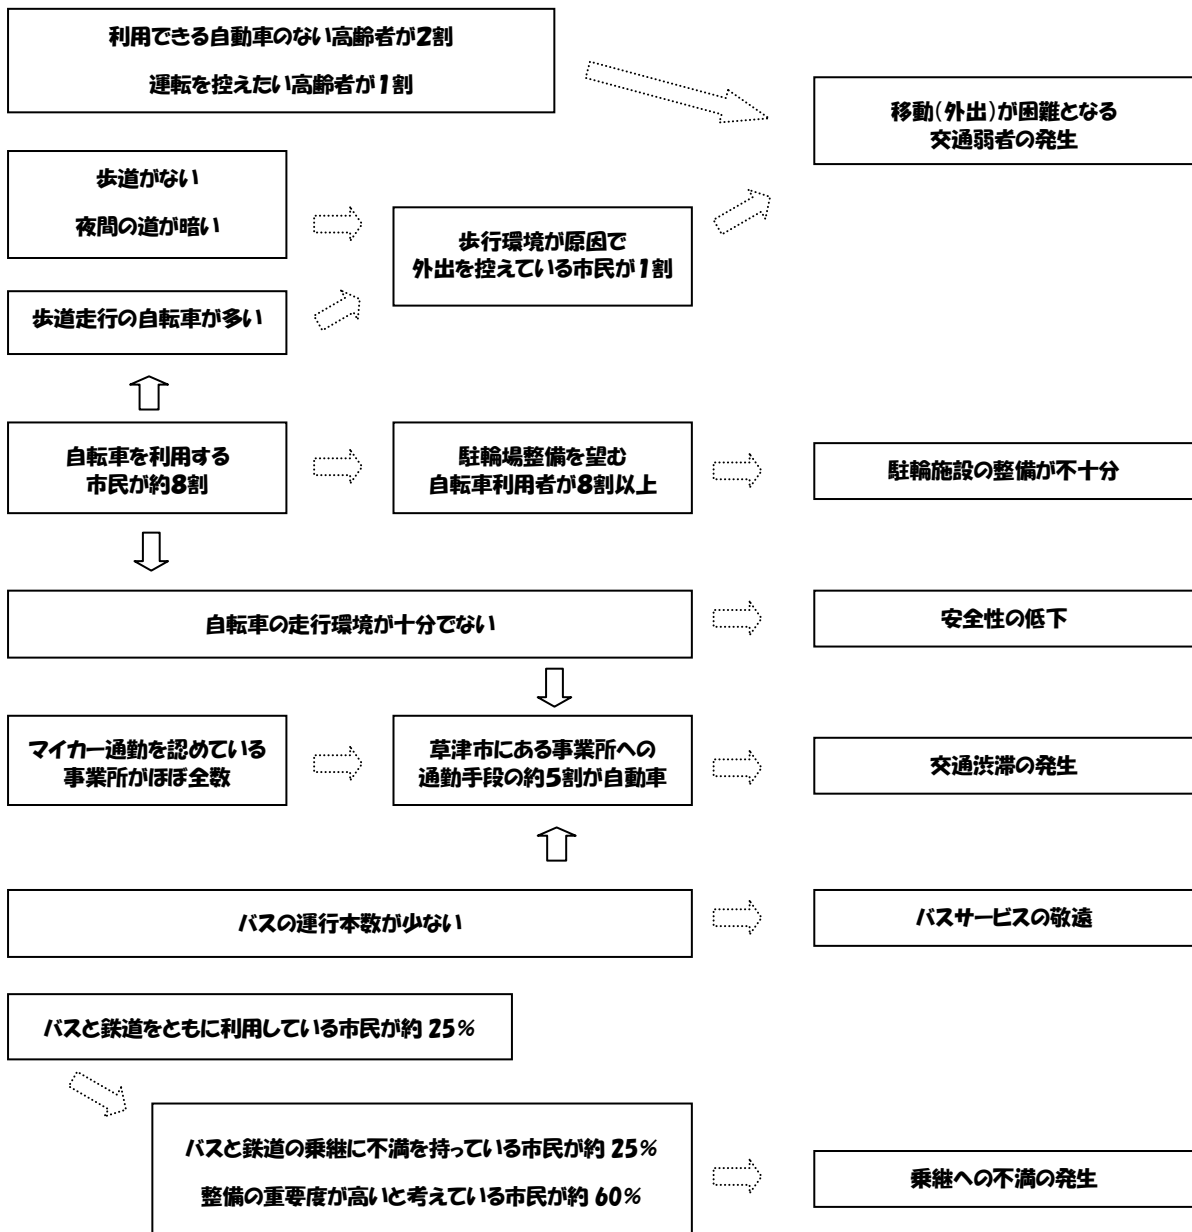 利用できる自動車のない高齢者が2割
運転を控えたい高齢者が1割
移動(外出)が困難となる
交通弱者の発生
歩道がない
夜間の道が暗い
歩行環境が原因で
外出を控えている市民が1割
歩道走行の自転車が多い
自転車を利用する
市民が約8割
駐輪場整備を望む
自転車利用者が8割以上
駐輪施設の整備が不十分
自転車の走行環境が十分でない
安全性の低下
マイカー通勤を認めている
事業所がほぼ全数
草津市にある事業所への
通勤手段の約5割が自動車
交通渋滞の発生
バスの運行本数が少ない
バスサービスの敬遠
バスと鉄道をともに利用している市民が約 25%
バスと鉄道の乗継に不満を持っている市民が約 25%
整備の重要度が高いと考えている市民が約 60%
乗継への不満の発生